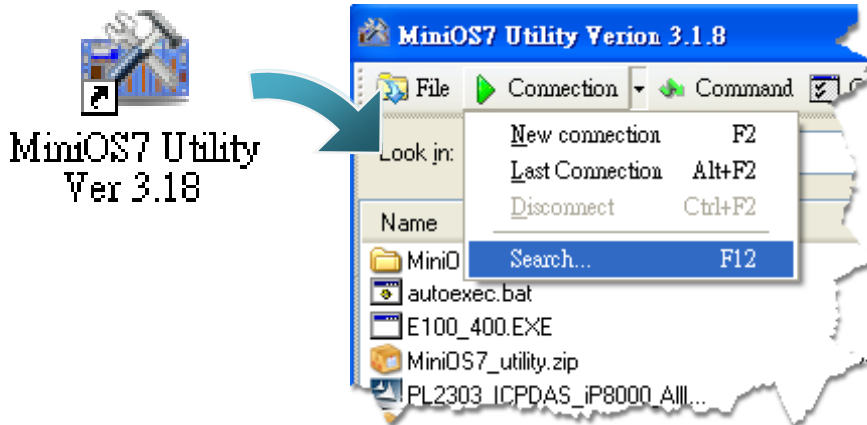 MiniOS7 Utility
Ver 3.18
MiniOS7 Utility Verion 3.1.8
File Connection Command
Look in:
New connection F2
Last Connection Alt+F2
Disconnect Ctrl+F2
Search... F12
Name
MiniO
autoexec.bat
E100_400.EXE
MiniOS7_utility.zip
PL2303_ICPDAS_iP8000_AllI...